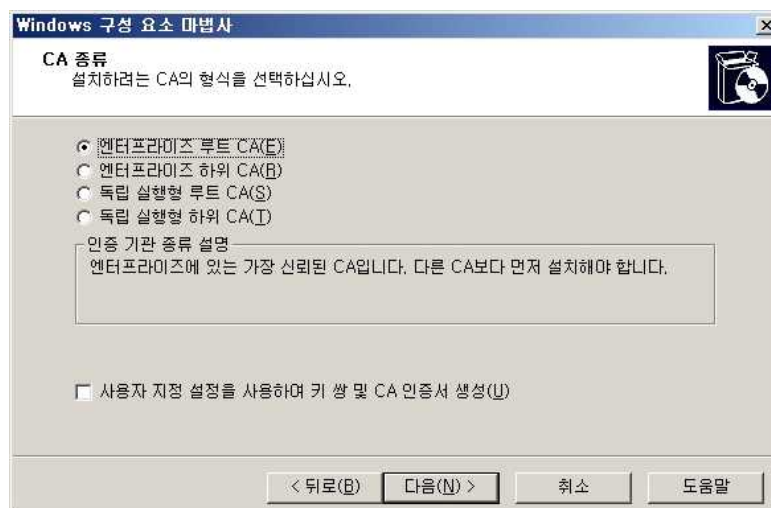 Windows 구성 요소 마법사
CA 종류
설치하려는 CA의 형식을 선택하십시오.
엔터프라이즈 루트 CA(E)
엔터프라이즈 하위 CA(R)
독립 실행형 루트 CA(S)
독립 실행형 하위 CA(T)
인증 기관 종류 설명
엔터프라이즈에 있는 가장 신뢰된 CA입니다. 다른 CA보다 먼저 설치해야 합니다.
사용자 지정 설정을 사용하여 키 쌍 및 CA 인증서 생성(U)
< 뒤로(B) 다음(N) > 취소 도움말